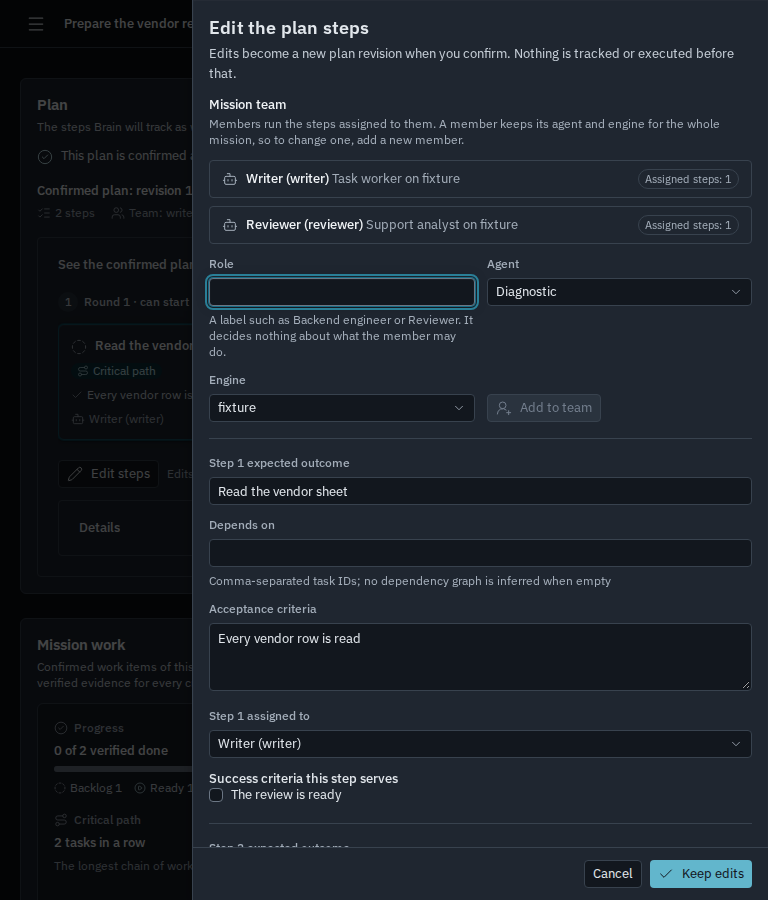 Prepare the vendor re
Plan
The steps Brain will track as
This plan is confirmed
Confirmed plan: revision 1
2 steps
Team: write
See the confirmed plan
1
Round 1 · can start
Read the vendor
Critical path
Every vendor row is
Writer (writer)
Edit steps
Edite
Details
Mission work
Confirmed work items of this
verified evidence for every c
Progress
0 of 2 verified done
Backlog 1
Ready 1
Critical path
2 tasks in a row
The longest chain of work
Edit the plan steps
Edits become a new plan revision when you confirm. Nothing is tracked or executed before
that.
Mission team
Members run the steps assigned to them. A member keeps its agent and engine for the whole
mission, so to change one, add a new member.
Writer (writer) Task worker on fixture
Assigned steps: 1
Reviewer (reviewer) Support analyst on fixture
Assigned steps: 1
Role
Agent
Diagnostic
A label such as Backend engineer or Reviewer. It
decides nothing about what the member may
do.
Engine
fixture
Add to team
Step 1 expected outcome
Read the vendor sheet
Depends on
Comma-separated task IDs; no dependency graph is inferred when empty
Acceptance criteria
Every vendor row is read
Step 1 assigned to
Writer (writer)
Success criteria this step serves
The review is ready
Step 2 expected outcome
Cancel
Keep edits